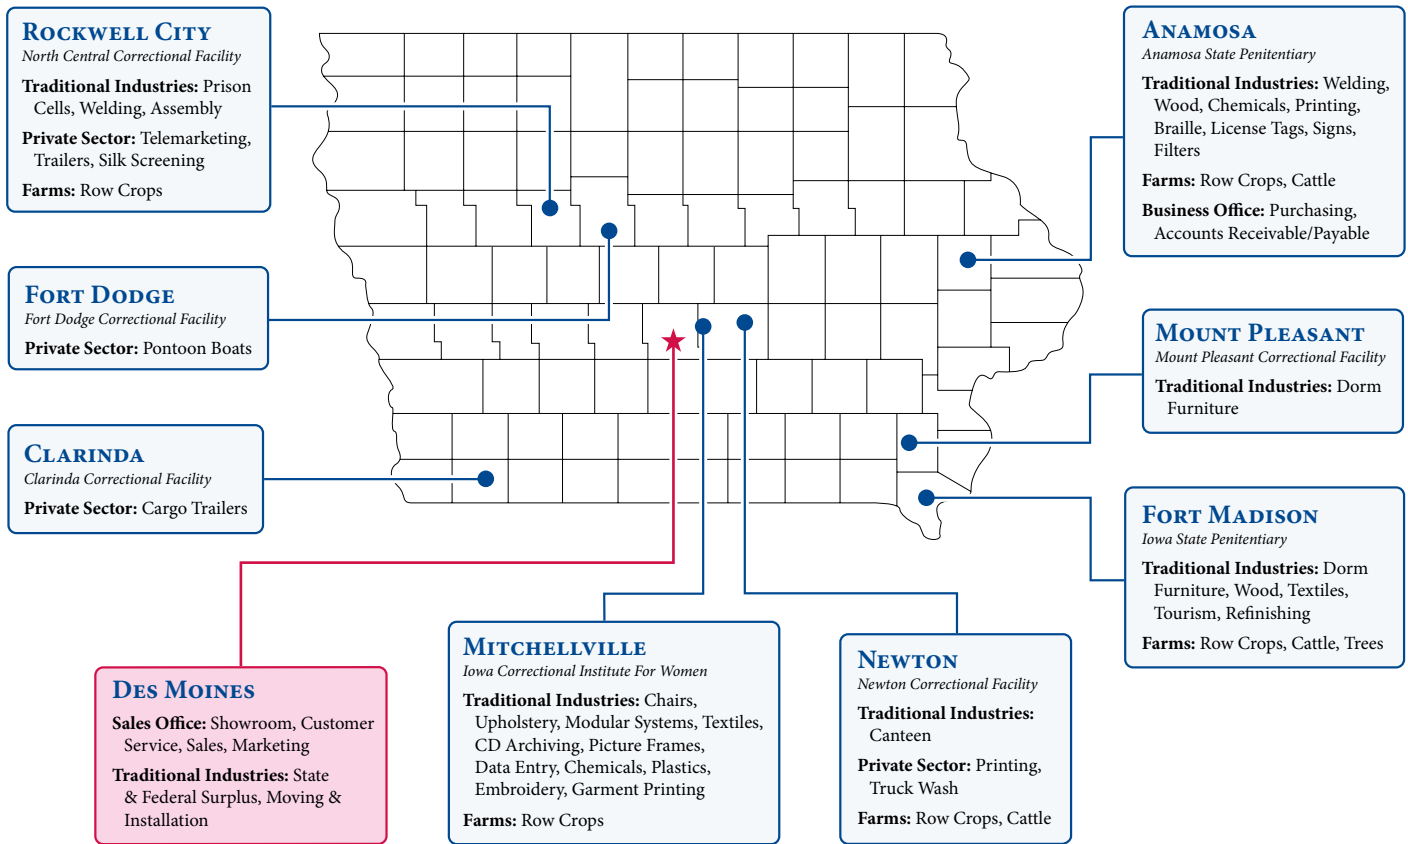 Rockwell City
North Central Correctional Facility
Traditional Industries: Prison
Cells, Welding, Assembly
Private Sector: Telemarketing,
Trailers, Silk Screening
Farms: Row Crops
Fort Dodge
Fort Dodge Correctional Facility
Private Sector: Pontoon Boats
Clarinda
Clarinda Correctional Facility
Private Sector: Cargo Trailers
Des Moines
Sales Office: Showroom, Customer
Service, Sales, Marketing
Traditional Industries: State
& Federal Surplus, Moving &
Installation
Mitchellville
Iowa Correctional Institute For Women
Traditional Industries: Chairs,
Upholstery, Modular Systems, Textiles,
CD Archiving, Picture Frames,
Data Entry, Chemicals, Plastics,
Embroidery, Garment Printing
Farms: Row Crops
Newton
Newton Correctional Facility
Traditional Industries:
Canteen
Private Sector: Printing,
Truck Wash
Farms: Row Crops, Cattle
Anamosa
Anamosa State Penitentiary
Traditional Industries: Welding,
Wood, Chemicals, Printing,
Braille, License Tags, Signs,
Filters
Farms: Row Crops, Cattle
Business Office: Purchasing,
Accounts Receivable/Payable
Mount Pleasant
Mount Pleasant Correctional Facility
Traditional Industries: Dorm
Furniture
Fort Madison
Iowa State Penitentiary
Traditional Industries: Dorm
Furniture, Wood, Textiles,
Tourism, Refinishing
Farms: Row Crops, Cattle, Trees